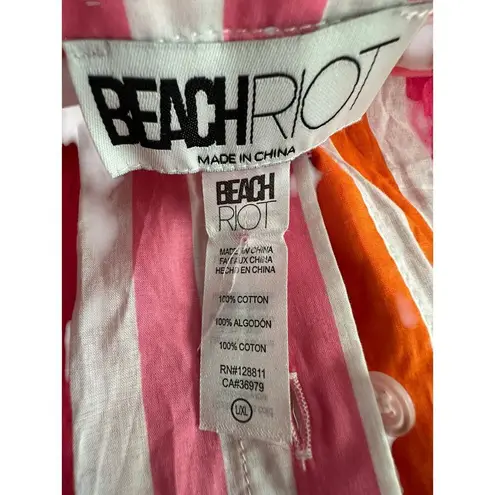 BEACHRIOT
MADE IN CHINA
BEACH
RIOT
MADE IN CHINA
FAIT AUX CHINA
HECHO EN CHINA
100% COTTON
100% ALGODÓN
100% COTON
RN#128811
CA#36979
L/XL